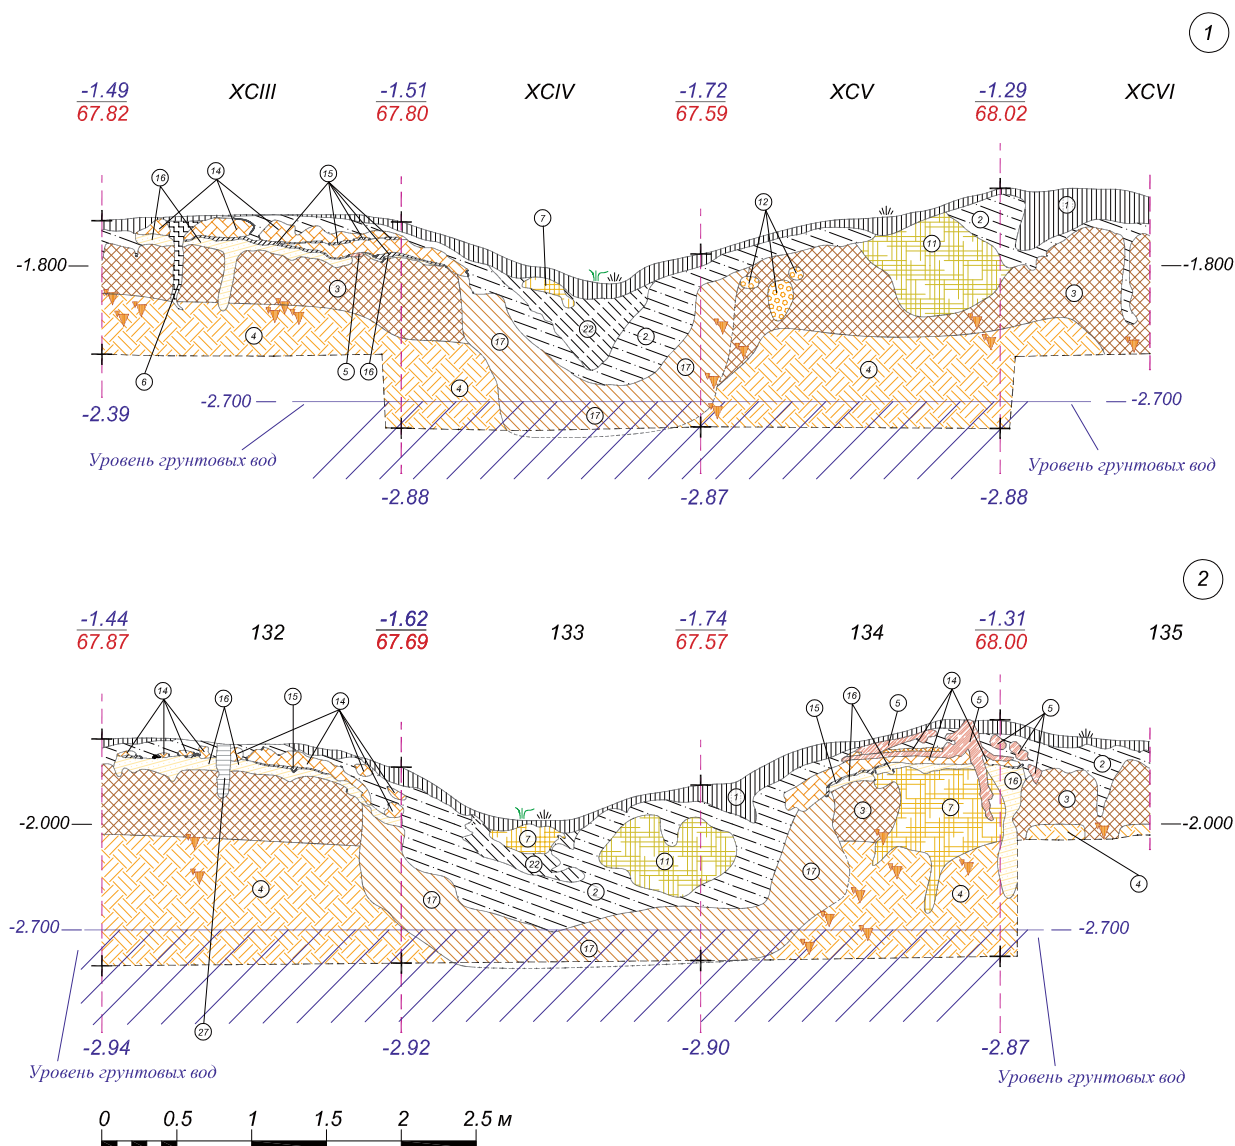 1
-1.49 XCIII -1.51 XCIV -1.72 XCV -1.29 XCVI
67.82 67.80 67.59 68.02
16 14 15 7 12 11 2 1
-1.800 -1.800
3 3
22 2
4 17 17 4 4
6 5 16
-2.39 -2.700 17 -2.700
Уровень грунтовых вод Уровень грунтовых вод
-2.88 -2.87 -2.88
2
-1.44 132 -1.62 133 -1.74 134 -1.31 135
67.87 67.69 67.57 68.00
14 16 15 14 15 16 5 14 5 5
2
16
1
3 7 3
-2.000 -2.000
7
22 11
2
4 17 17 4 4
-2.700 -2.700
17
27
-2.94 -2.92 -2.90 -2.87
Уровень грунтовых вод Уровень грунтовых вод
0 0.5 1 1.5 2 2.5 м